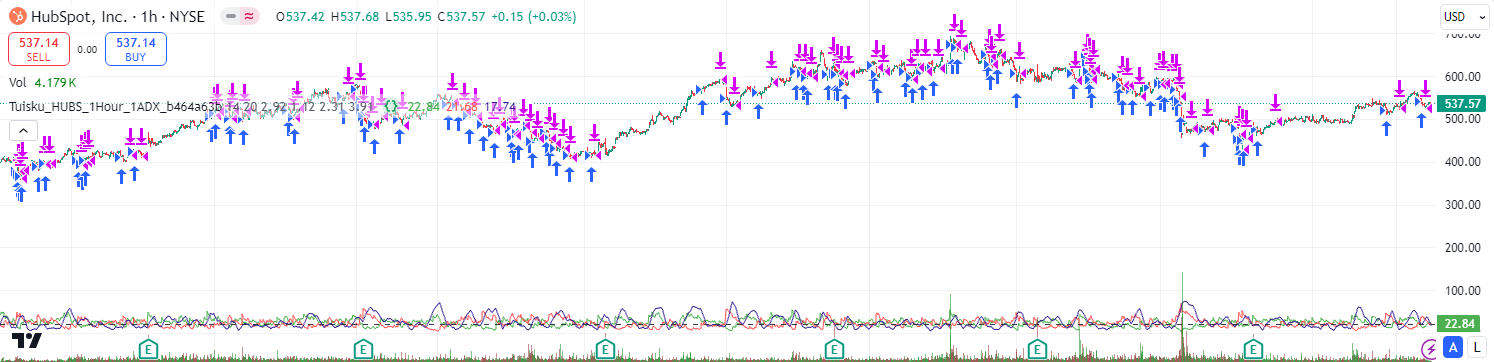 HubSpot, Inc. · 1h · NYSE O537.42 H537.68 L535.95 C537.57 +0.15 (+0.03%)
USD
700.00
537.14 SELL
0.00
537.14 BUY
Vol 4.179 K
600.00
Tuisku_HUBS_1Hour_1ADX_b464a63b 14 20 2.92 1.12 2.31 3.91 22.84 21.68 17.74
537.57
500.00
400.00
300.00
200.00
100.00
22.84
E E E E E E
A L